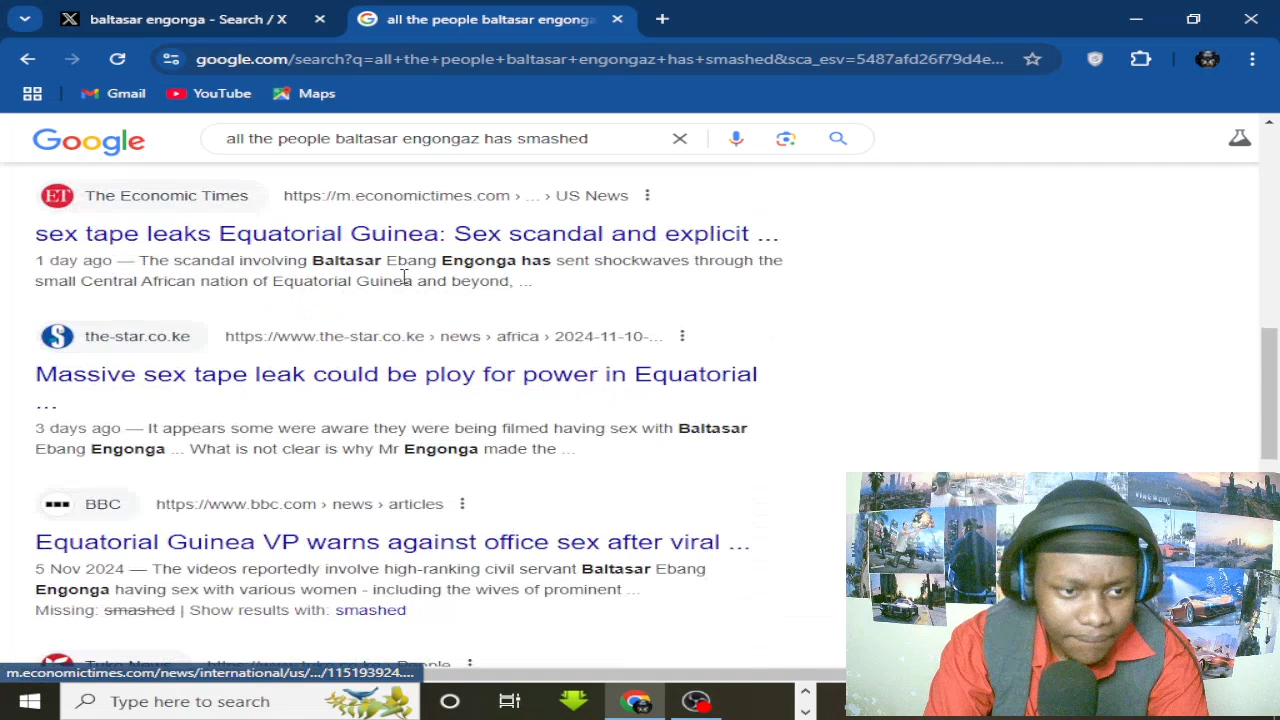 baltasar engonga - Search / X
all the people baltasar engonga
google.com/search?q=all+the+people+baltasar+engongaz+has+smashed&sca_esv=5487afd26f79d4e...
Gmail
YouTube
Maps
Google
all the people baltasar engongaz has smashed
ET
The Economic Times
https://m.economictimes.com › ... › US News
sex tape leaks Equatorial Guinea: Sex scandal and explicit ...
1 day ago — The scandal involving Baltasar Ebang Engonga has sent shockwaves through the
small Central African nation of Equatorial Guinea and beyond, ...
S
the-star.co.ke
https://www.the-star.co.ke › news › africa › 2024-11-10-...
Massive sex tape leak could be ploy for power in Equatorial
...
3 days ago — It appears some were aware they were being filmed having sex with Baltasar
Ebang Engonga ... What is not clear is why Mr Engonga made the ...
BBC
https://www.bbc.com › news › articles
Equatorial Guinea VP warns against office sex after viral ...
5 Nov 2024 — The videos reportedly involve high-ranking civil servant Baltasar Ebang
Engonga having sex with various women - including the wives of prominent ...
Missing: smashed | Show results with: smashed
m.economictimes.com/news/international/us/.../115193924....
Type here to search